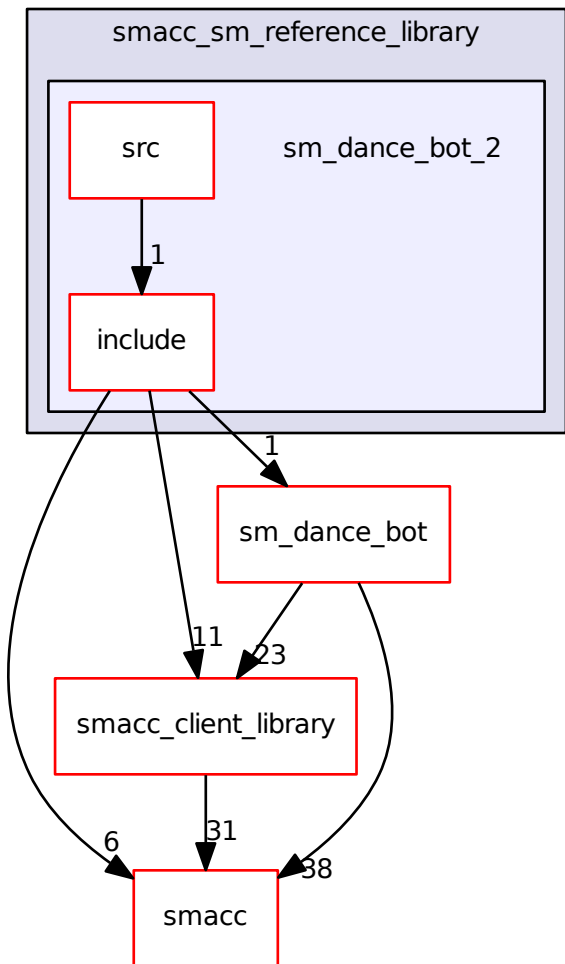 smacc_sm_reference_library
src
sm_dance_bot_2
1
include
1
sm_dance_bot
11
23
smacc_client_library
6
31
38
smacc